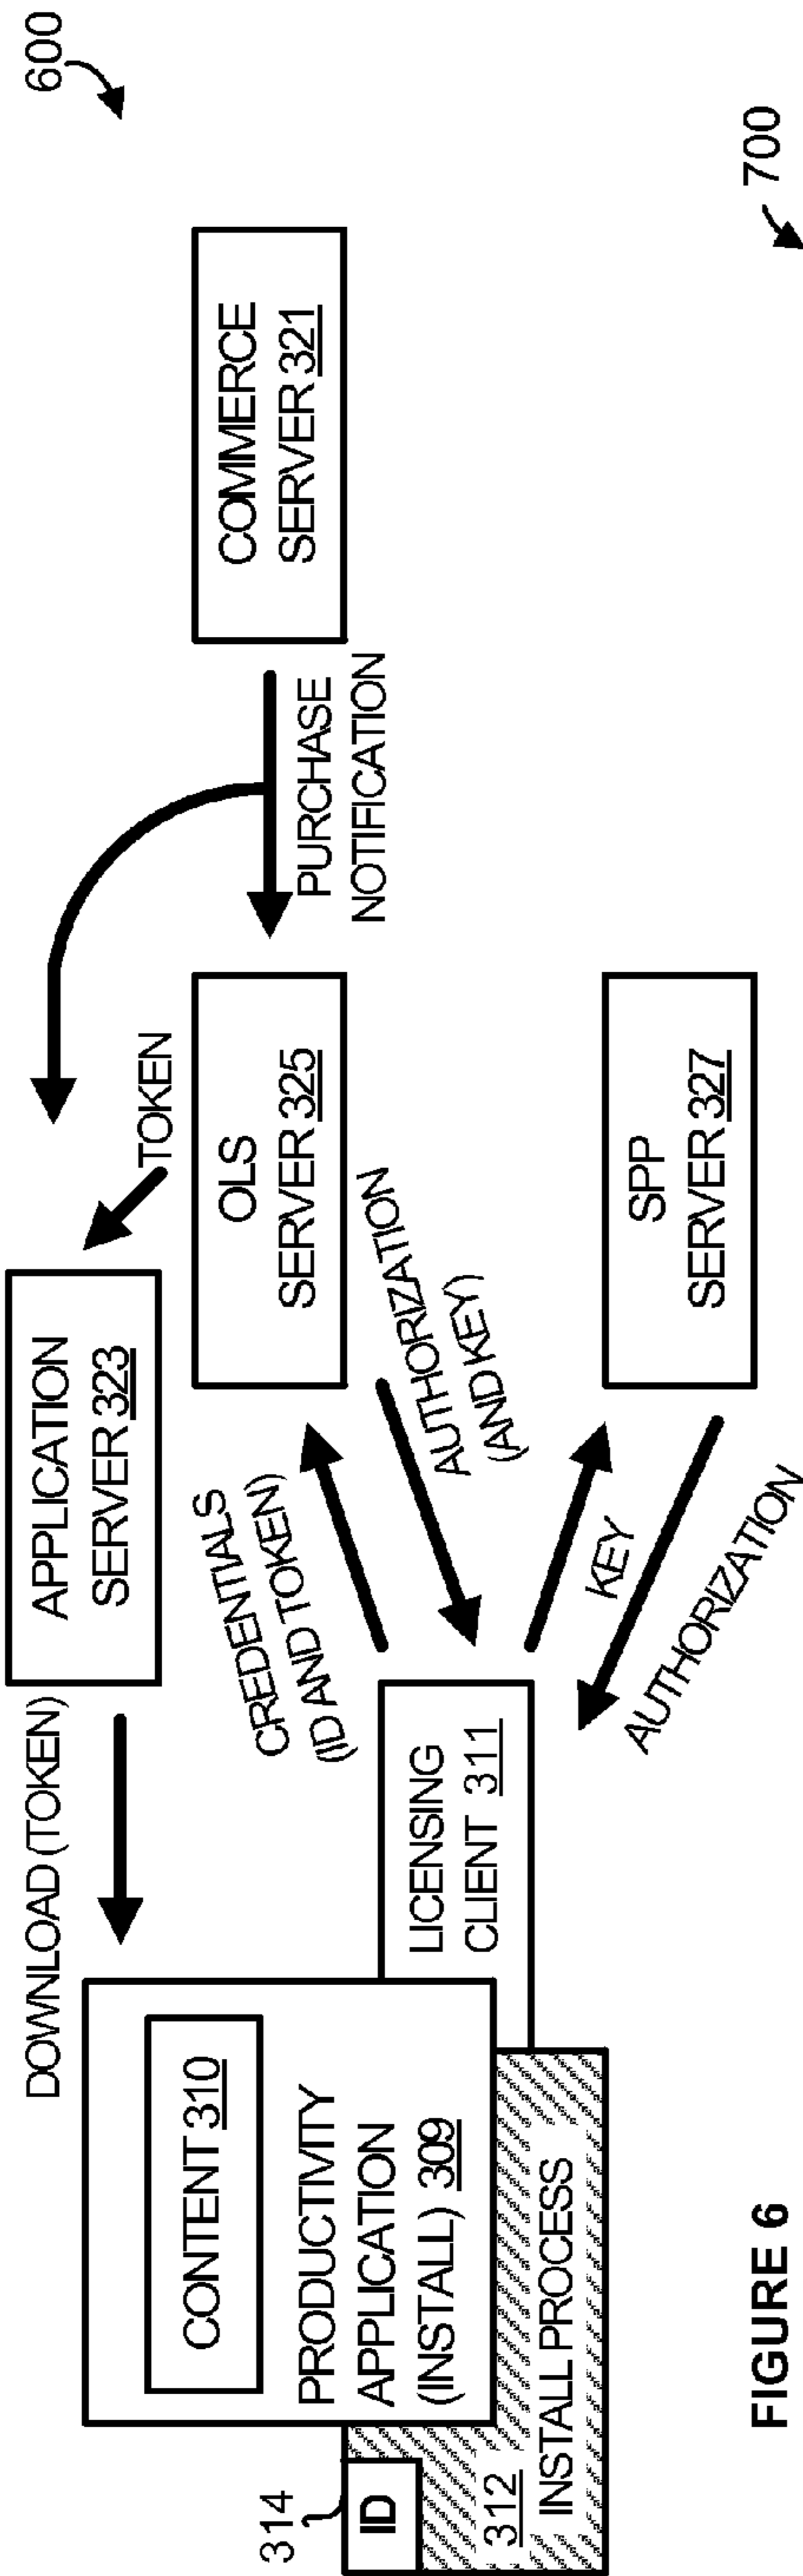 600
DOWNLOAD (TOKEN)
APPLICATION
SERVER 323
TOKEN
CONTENT 310
PRODUCTIVITY
APPLICATION
(INSTALL) 309
CREDENTIALS
(ID AND TOKEN)
OLS
SERVER 325
PURCHASE
NOTIFICATION
COMMERCE
SERVER 321
314
ID
312
INSTALL PROCESS
LICENSING
CLIENT 311
AUTHORIZATION
(AND KEY)
KEY
AUTHORIZATION
SPP
SERVER 327
FIGURE 6
700